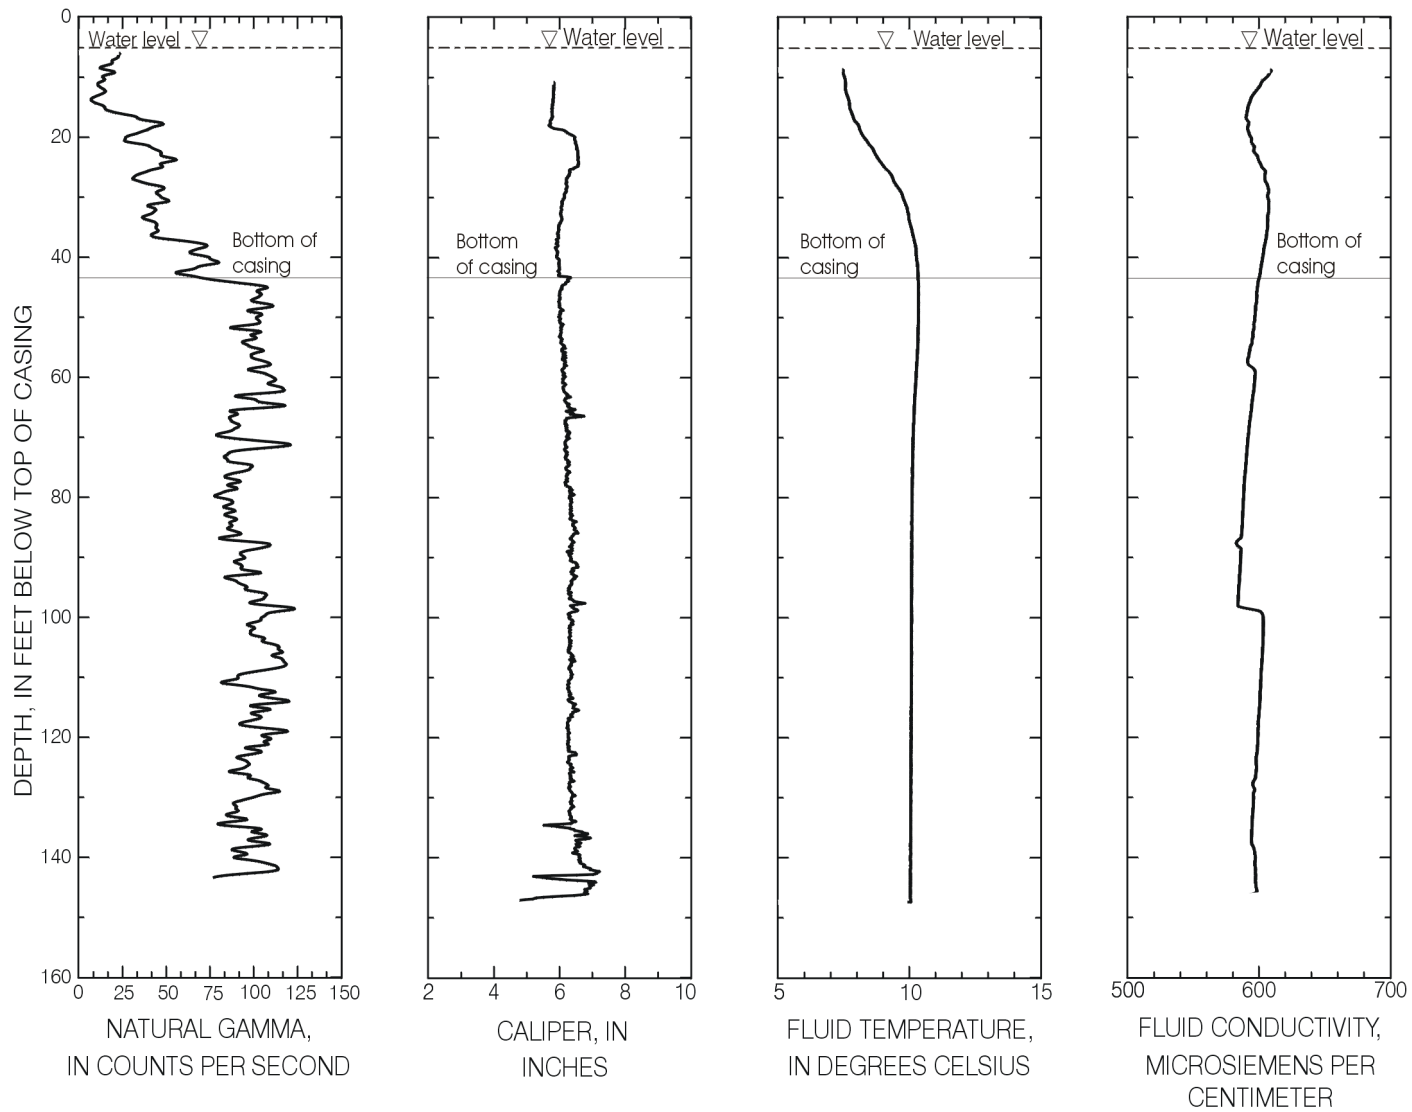 DEPTH, IN FEET BELOW TOP OF CASING
0
20
40
60
80
100
120
140
160
Water level
Bottom of
casing
0 25 50 75 100 125 150
NATURAL GAMMA,
IN COUNTS PER SECOND
Water level
Bottom
of casing
2 4 6 8 10
CALIPER, IN
INCHES
Water level
Bottom of
casing
5 10 15
FLUID TEMPERATURE,
IN DEGREES CELSIUS
Water level
Bottom of
casing
500 600 700
FLUID CONDUCTIVITY,
MICROSIEMENS PER
CENTIMETER